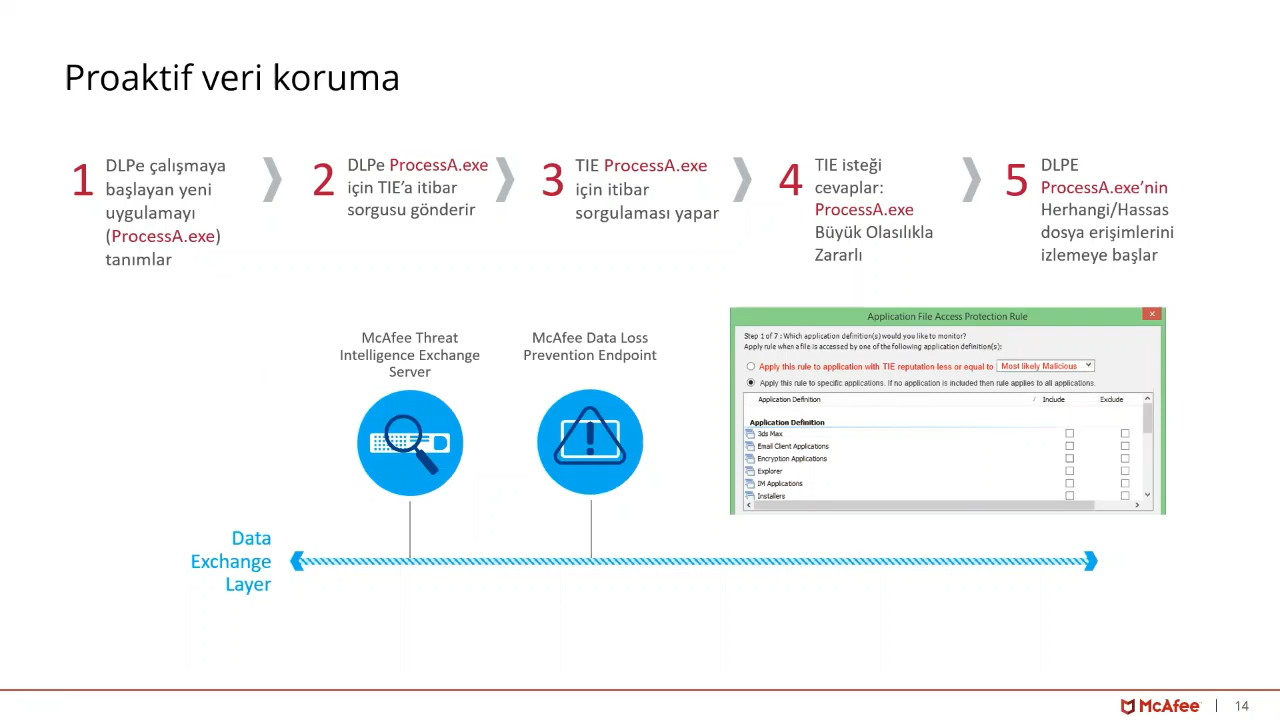 Proaktif veri koruma
1
DLPe çalışmaya
başlayan yeni
uygulamayı
(ProcessA.exe)
tanımlar
2
DLPe ProcessA.exe
için TIE’a itibar
sorgusu gönderir
3
TIE ProcessA.exe
için itibar
sorgulaması yapar
4
TIE isteği
cevaplar:
ProcessA.exe
Büyük Olasılıkla
Zararlı
5
DLPE
ProcessA.exe’nin
Herhangi/Hassas
dosya erişimlerini
izlemeye başlar
McAfee Threat
Intelligence Exchange
Server
McAfee Data Loss
Prevention Endpoint
Application File Access Protection Rule
Step 1 of 7 : Which application definition(s) would you like to monitor?
Apply rule when a file is accessed by one of the following application definition(s):
Apply this rule to application with TIE reputation less or equal to Most likely Malicious
Apply this rule to specific applications. If no application is included then rule applies to all applications.
Application Definition / Include Exclude
Application Definition
3ds Max
Email Client Applications
Encryption Applications
Explorer
IM Applications
Installers
Data
Exchange
Layer
McAfee | 14